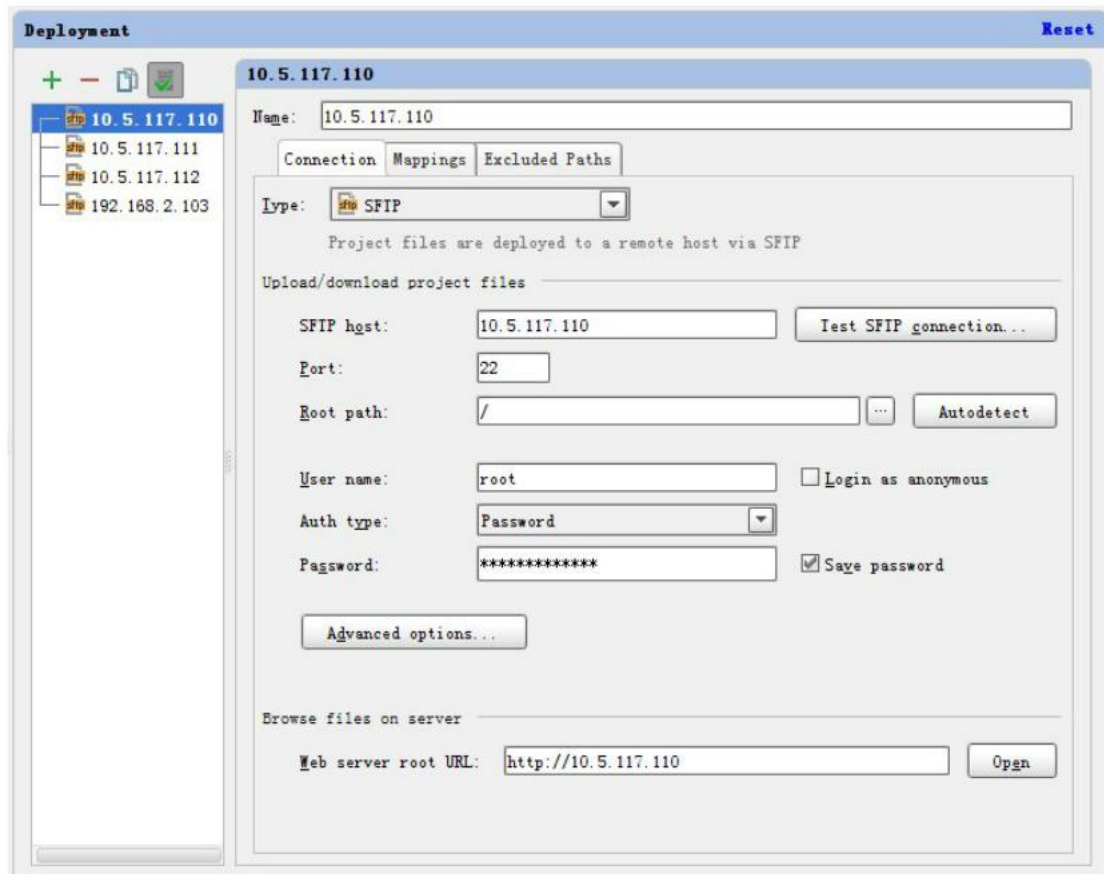 Deployment Reset
10.5.117.110
10.5.117.111
10.5.117.112
192.168.2.103
10.5.117.110
Name: 10.5.117.110
Connection Mappings Excluded Paths
Type: SFTP
Project files are deployed to a remote host via SFTP
Upload/download project files
SFTP host: 10.5.117.110 Test SFTP connection...
Port: 22
Root path: / ... Autodetect
User name: root Login as anonymous
Auth type: Password
Password: ************* Save password
Advanced options...
Browse files on server
Web server root URL: http://10.5.117.110 Open